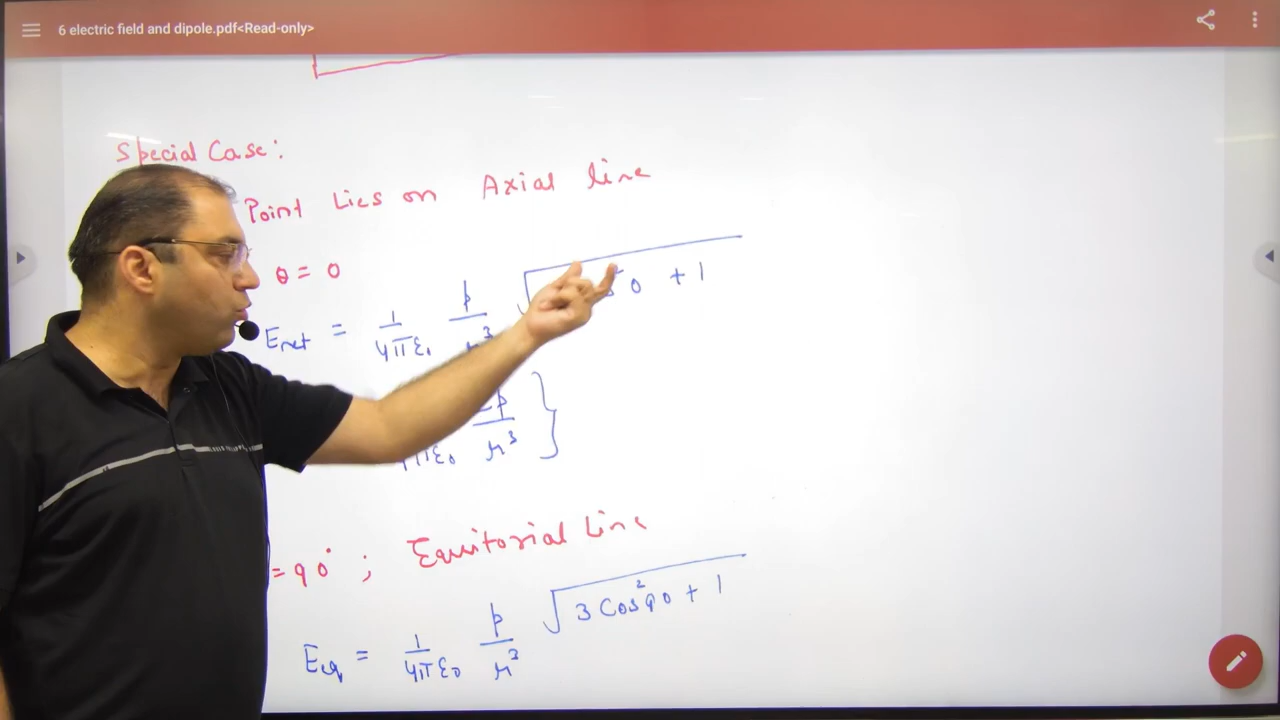 6 electric field and dipole.pdf<Read-only>
Special Case:
Point Lies on Axial line
θ = 0
Enet = 1/4πε₀ p/r³ √ 0 + 1
2p/r³ }
= 90° ; Equitorial Line
Eeq = 1/4πε₀ p/r³ √3 Cos²90 + 1